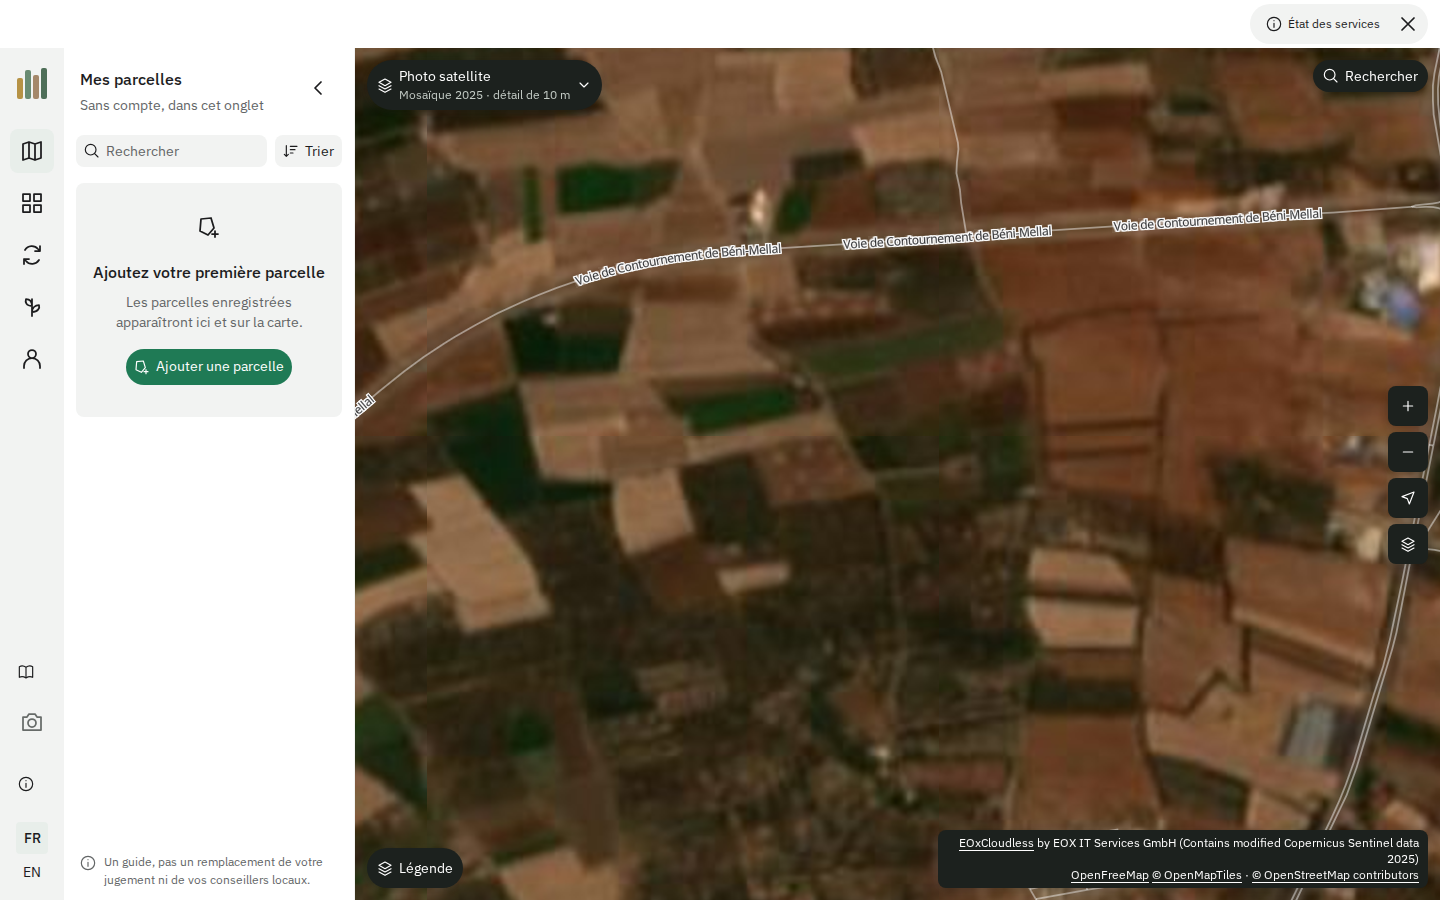 État des services
Mes parcelles
Sans compte, dans cet onglet
Rechercher
Trier
Ajoutez votre première parcelle
Les parcelles enregistrées
apparaîtront ici et sur la carte.
Ajouter une parcelle
FR
EN
Un guide, pas un remplacement de votre
jugement ni de vos conseillers locaux.
Photo satellite
Mosaïque 2025 · détail de 10 m
Rechercher
Voie de Contournement de Béni-Mellal
Voie de Contournement de Béni-Mellal
Voie de Contournement de Béni-Mellal
ellal
Légende
EOxCloudless by EOX IT Services GmbH (Contains modified Copernicus Sentinel data
2025)
OpenFreeMap © OpenMapTiles · © OpenStreetMap contributors